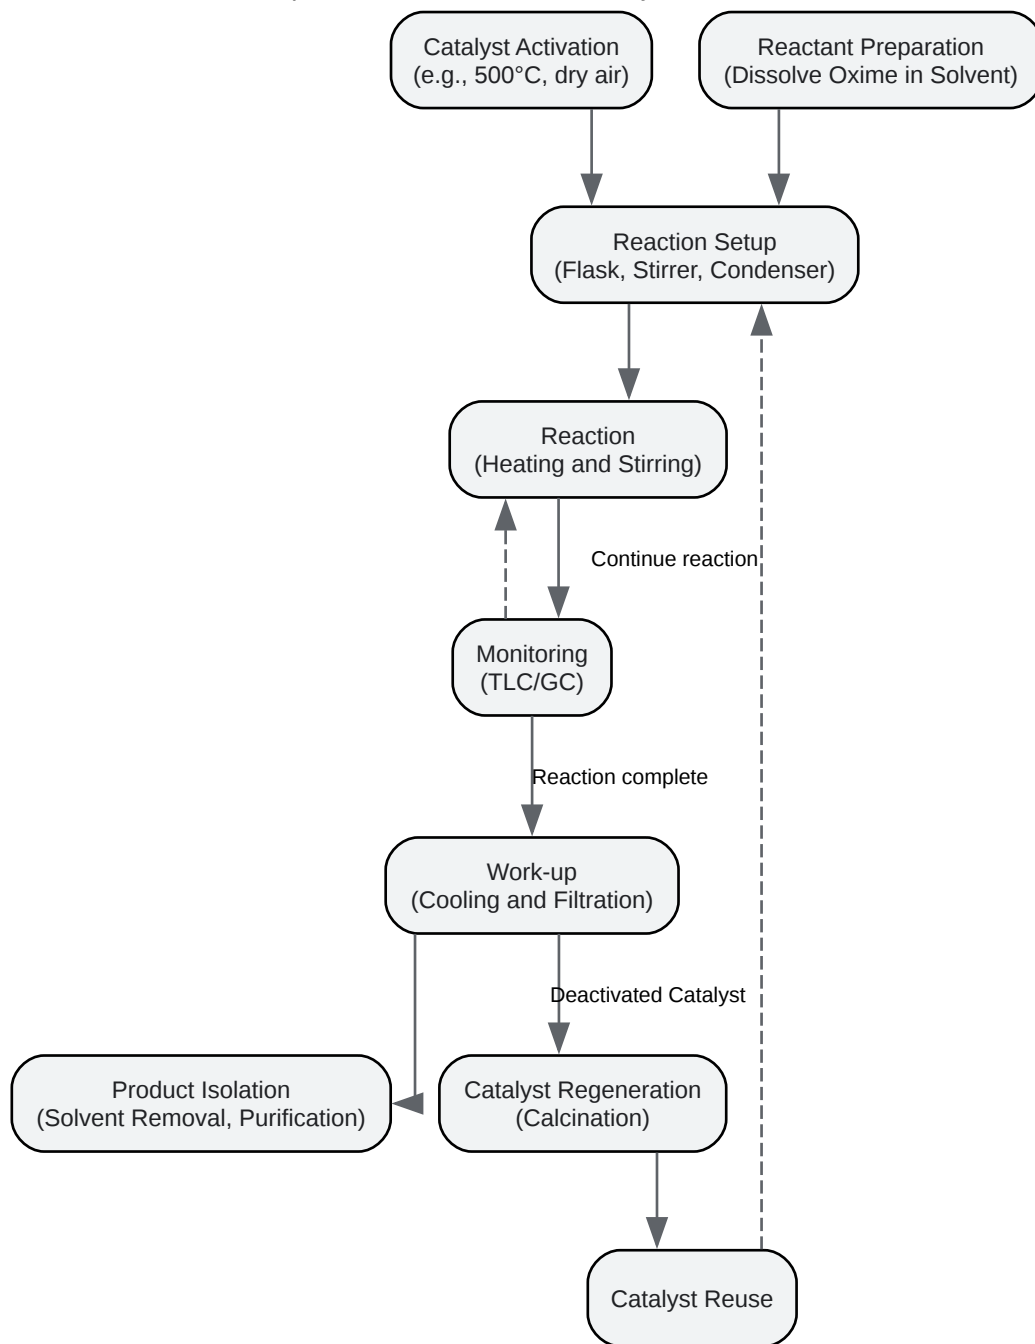 Catalyst Activation
(e.g., 500°C, dry air)
Reactant Preparation
(Dissolve Oxime in Solvent)
Reaction Setup
(Flask, Stirrer, Condenser)
Reaction
(Heating and Stirring)
Continue reaction
Monitoring
(TLC/GC)
Reaction complete
Work-up
(Cooling and Filtration)
Deactivated Catalyst
Product Isolation
(Solvent Removal, Purification)
Catalyst Regeneration
(Calcination)
Catalyst Reuse